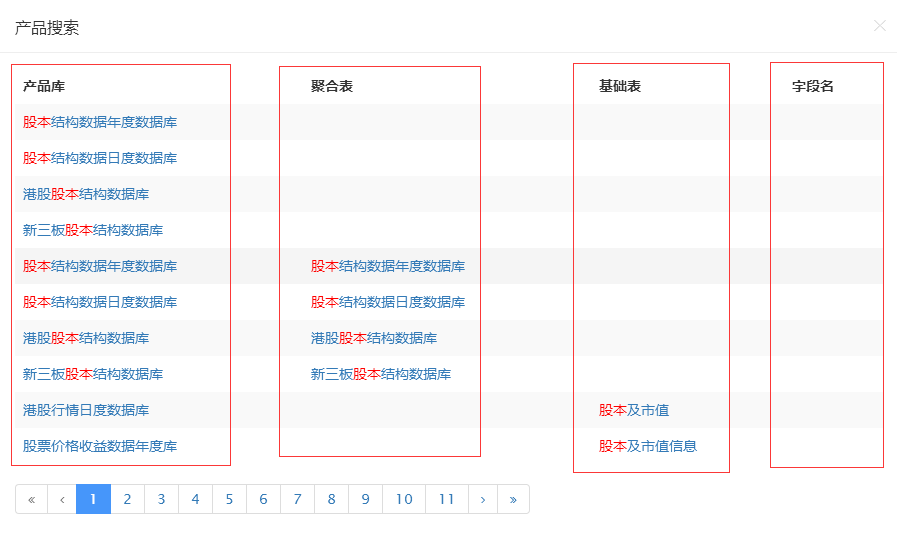 产品搜索
×
产品库 聚合表 基础表 字段名
股本结构数据年度数据库
股本结构数据日度数据库
港股股本结构数据库
新三板股本结构数据库
股本结构数据年度数据库 股本结构数据年度数据库
股本结构数据日度数据库 股本结构数据日度数据库
港股股本结构数据库 港股股本结构数据库
新三板股本结构数据库 新三板股本结构数据库
港股行情日度数据库 股本及市值
股票价格收益数据年度库 股本及市值信息
« ‹ 1 2 3 4 5 6 7 8 9 10 11 › »